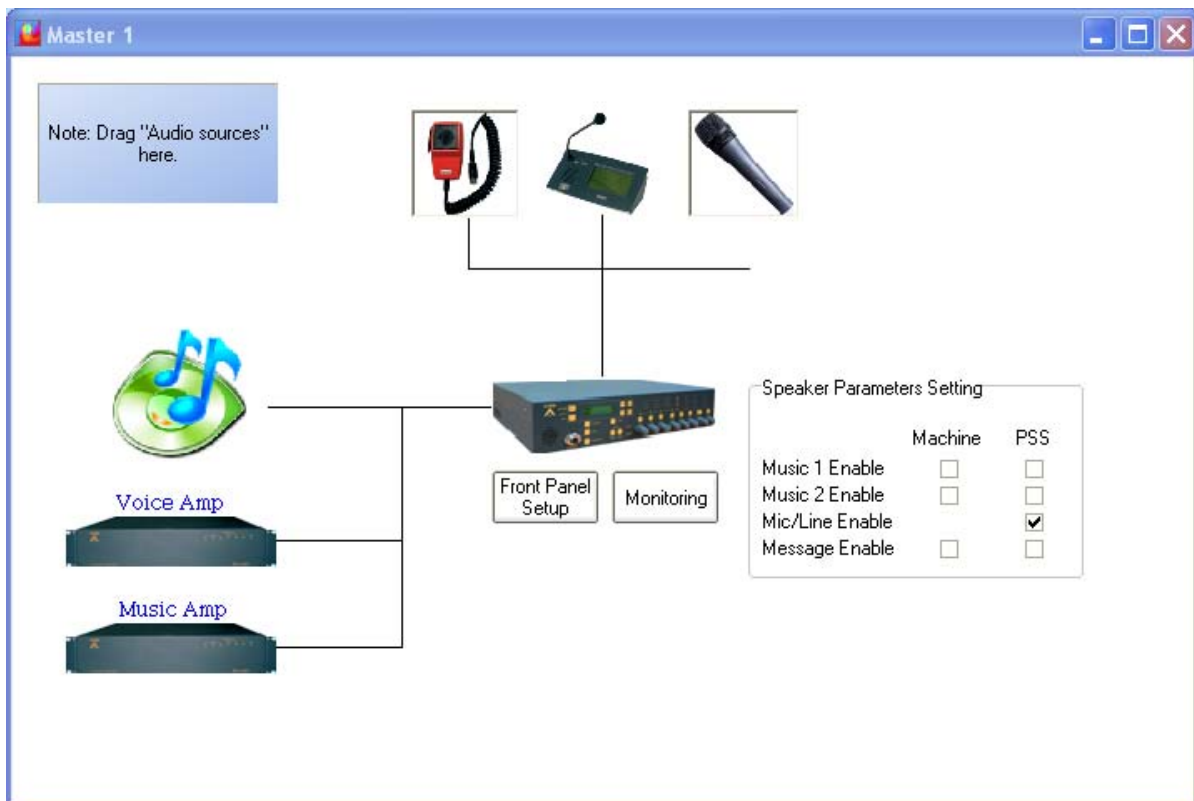 Master 1
Note: Drag "Audio sources"
here.
Voice Amp
Music Amp
Front Panel
Setup
Monitoring
Speaker Parameters Setting
Machine PSS
Music 1 Enable
Music 2 Enable
Mic/Line Enable
Message Enable